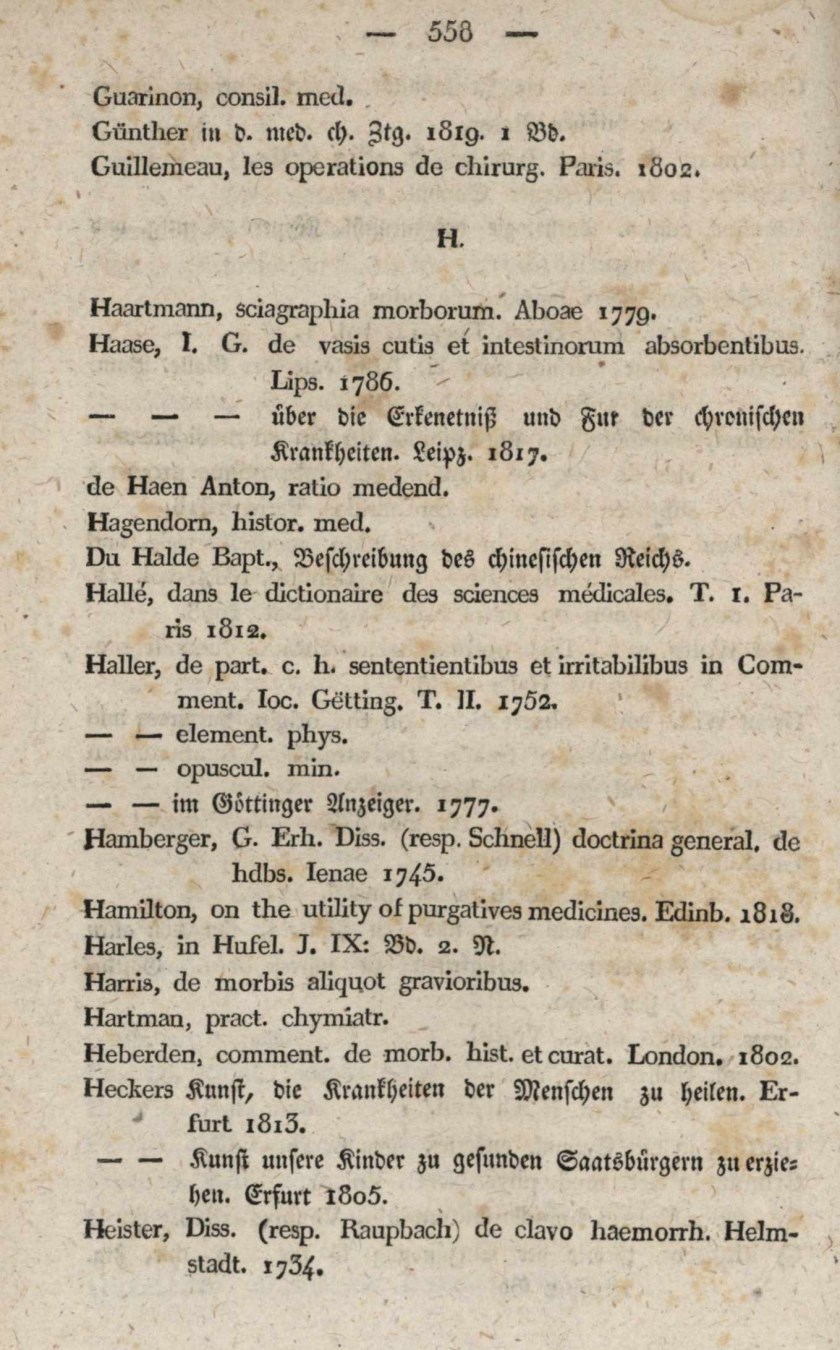 — 558 —
Guarinon, consil. med.
Günther in d. med. ch. Ztg. 1819. 1 Bd.
Guillemeau, les operations de chirurg. Paris. 1802.
H.
Haartmann, sciagraphia morborum. Aboae 1779.
Haase, I. G. de vasis cutis et intestinorum absorbentibus.
Lips. 1786.
— — — über die Erkenetniß und Fur der chronischen
Krankheiten. Leipz. 1817.
de Haen Anton, ratio medend.
Hagendorn, histor. med.
Du Halde Bapt., Beschreibung des chinesischen Reichs.
Hallé, dans le dictionaire des sciences médicales. T. 1. Pa-
ris 1812.
Haller, de part. c. h. sententientibus et irritabilibus in Com-
ment. Ioc. Gëtting. T. II. 1752.
— — element. phys.
— — opuscul. min.
— — im Göttinger Anzeiger. 1777.
Hamberger, G. Erh. Diss. (resp. Schnell) doctrina general. de
hdbs. Ienae 1745.
Hamilton, on the utility of purgatives medicines. Edinb. 1818.
Harles, in Hufel. J. IX: Bd. 2. N.
Harris, de morbis aliquot gravioribus.
Hartman, pract. chymiatr.
Heberden, comment. de morb. hist. et curat. London. 1802.
Heckers Kunst, die Krankheiten der Menschen zu heilen. Er-
furt 1813.
— — Kunst unsere Kinder zu gesunden Saatsbürgern zu erzie-
hen. Erfurt 1805.
Heister, Diss. (resp. Raupbach) de clavo haemorrh. Helm-
stadt. 1734.